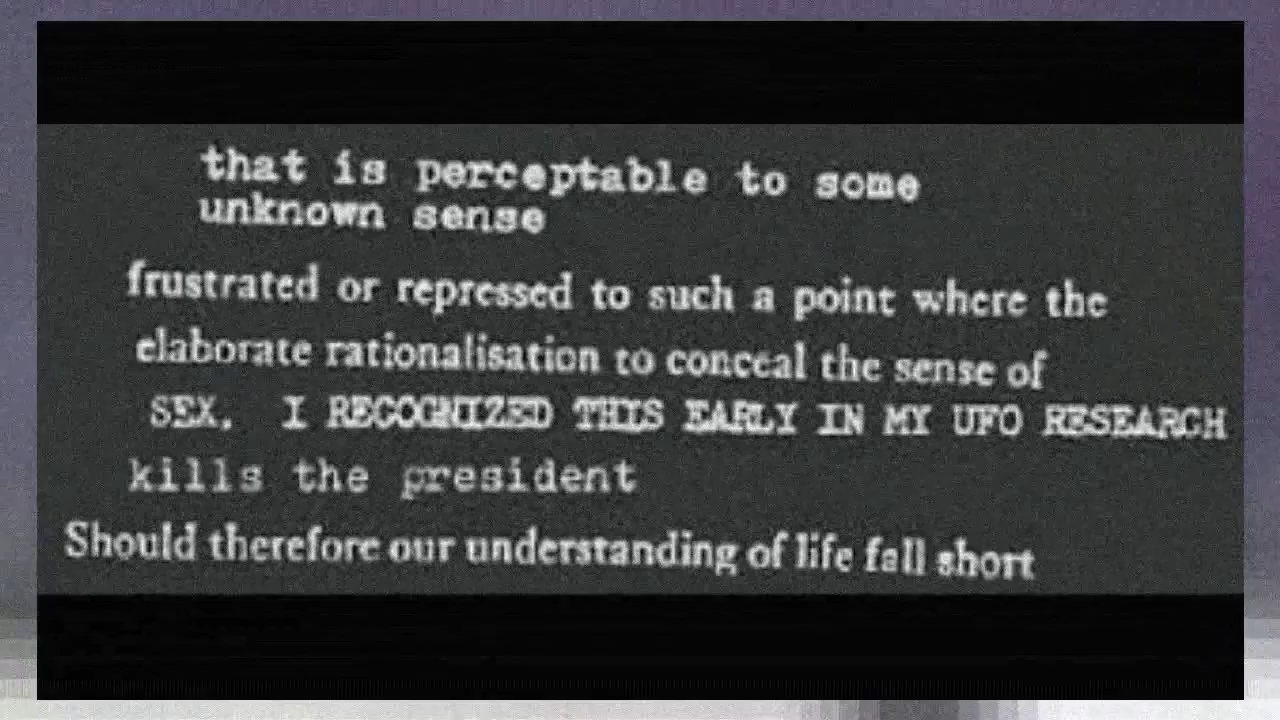 that is perceptable to some
unknown sense
frustrated or repressed to such a point where the
elaborate rationalisation to conceal the sense of
SEX. I RECOGNIZED THIS EARLY IN MY UFO RESEARCH
kills the president
Should therefore our understanding of life fall short